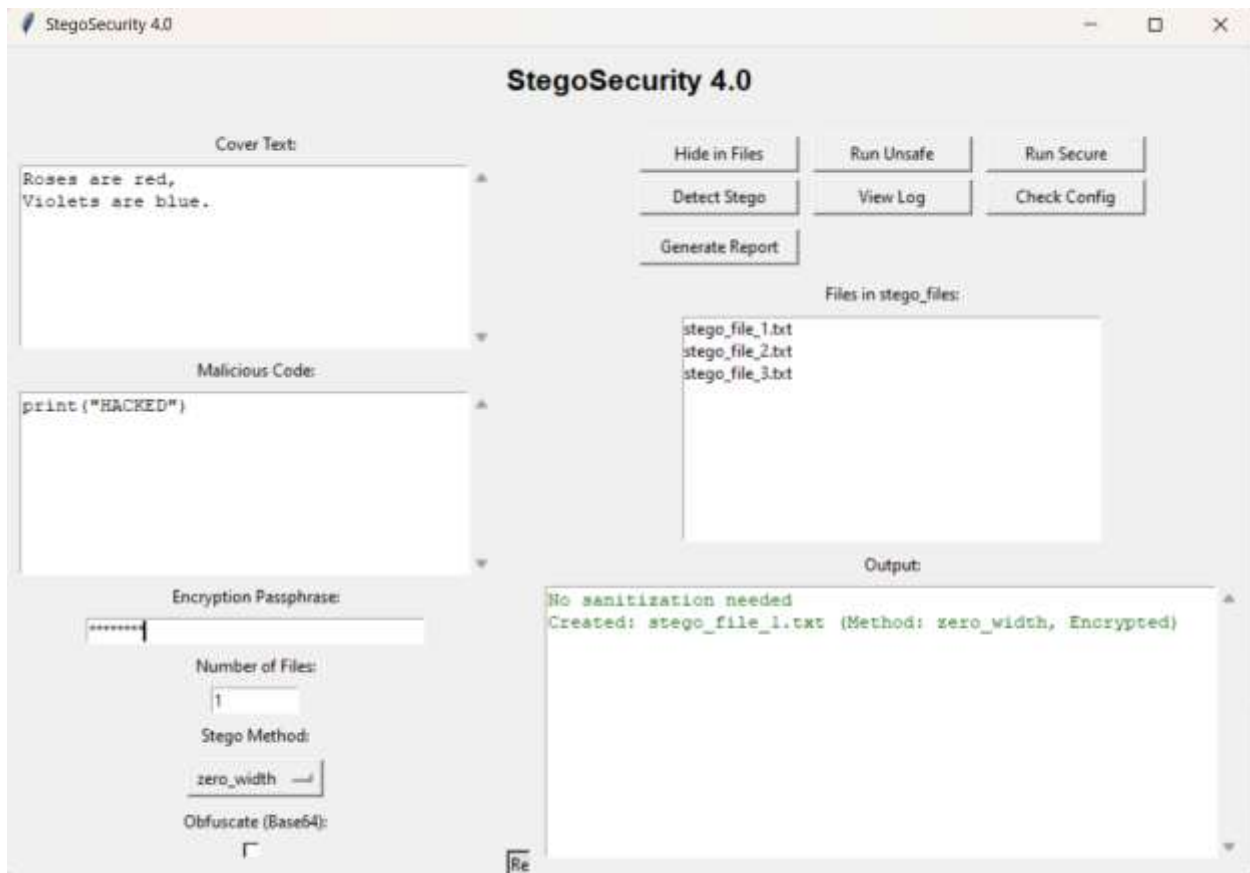 StegoSecurity 4.0
StegoSecurity 4.0
Cover Text:
Roses are red,
Violets are blue.
Malicious Code:
print("HACKED")
Encryption Passphrase:
********
Number of Files:
1
Stego Method:
zero_width
Obfuscate (Base64):
Re
Hide in Files
Run Unsafe
Run Secure
Detect Stego
View Log
Check Config
Generate Report
Files in stego_files:
stego_file_1.txt
stego_file_2.txt
stego_file_3.txt
Output:
No sanitization needed
Created: stego_file_1.txt (Method: zero_width, Encrypted)